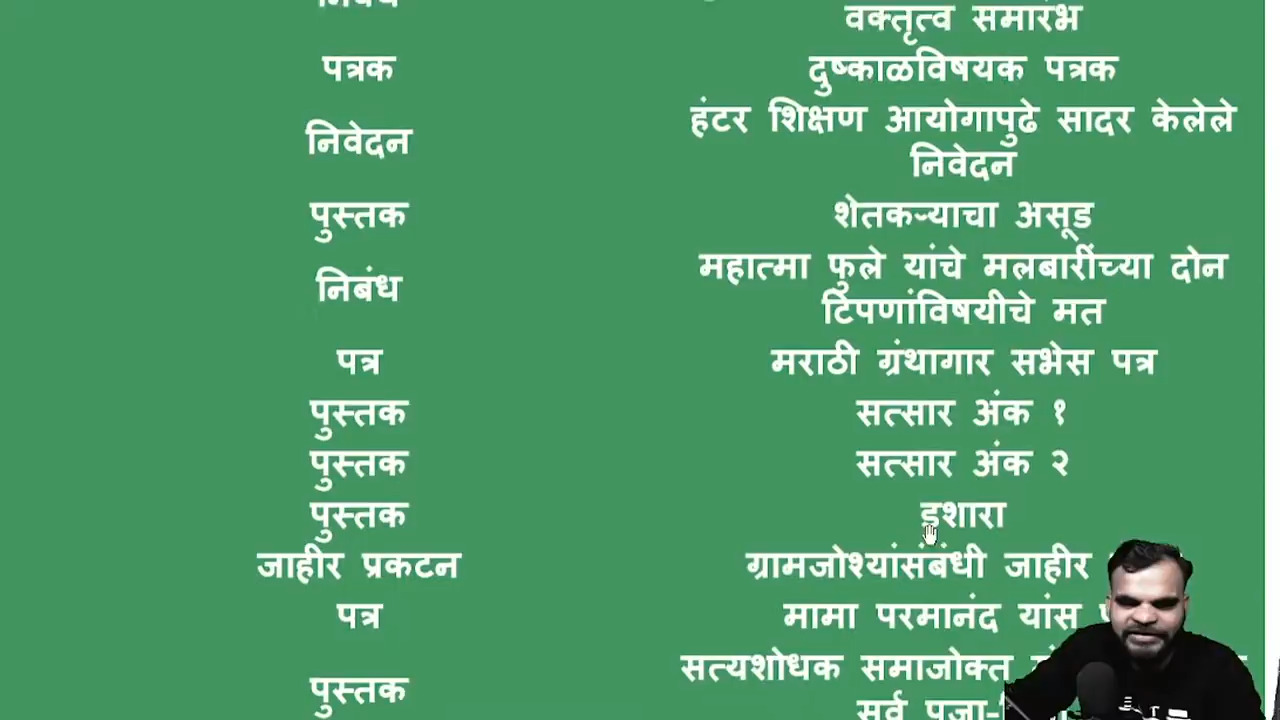 वक्तृत्व समारंभ
पत्रक दुष्काळविषयक पत्रक
हंटर शिक्षण आयोगापुढे सादर केलेले
निवेदन
निवेदन
पुस्तक शेतकऱ्याचा असूड
महात्मा फुले यांचे मलबारींच्या दोन
निबंध
टिपणांविषयीचे मत
पत्र मराठी ग्रंथागार सभेस पत्र
पुस्तक सत्सार अंक १
पुस्तक सत्सार अंक २
पुस्तक इशारा
जाहीर प्रकटन ग्रामजोश्यांसंबंधी जाहीर
पत्र मामा परमानंद यांस
सत्यशोधक समाजोक्त
पुस्तक
सर्व पूजा-